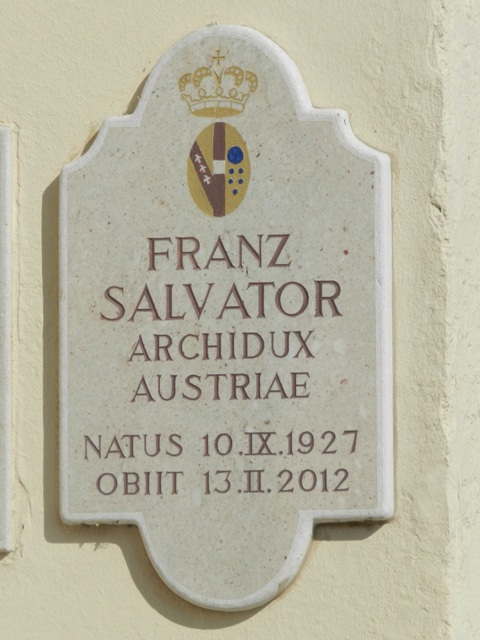 FRANZ
SALVATOR
ARCHIDUX
AUSTRIAE
NATUS 10.IX.1927
OBIIT 13.II.2012